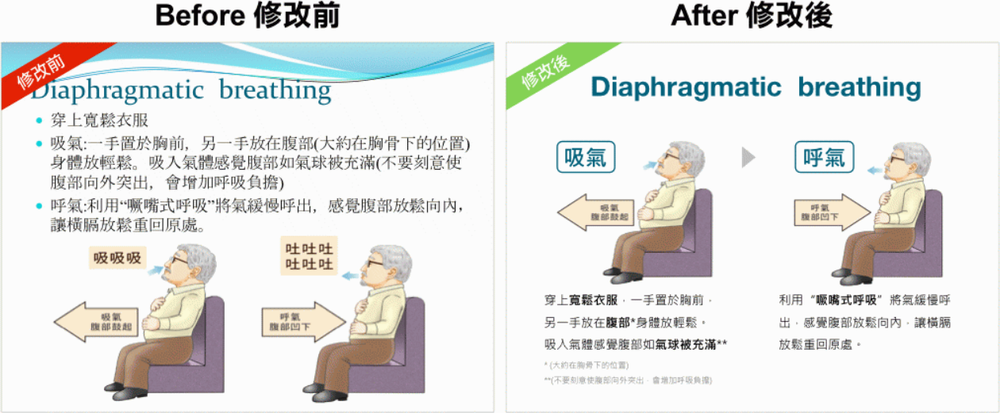 Before 修改前
After 修改後
修改前
Diaphragmatic breathing
• 穿上寬鬆衣服
• 吸氣:一手置於胸前, 另一手放在腹部(大約在胸骨下的位置)
身體放輕鬆。吸入氣體感覺腹部如氣球被充滿(不要刻意使
腹部向外突出, 會增加呼吸負擔)
• 呼氣:利用“噘嘴式呼吸”將氣緩慢呼出, 感覺腹部放鬆向內,
讓橫膈放鬆重回原處。
吸吸吸
吸氣
腹部鼓起
吐吐吐
吐吐吐
呼氣
腹部凹下
修改後
Diaphragmatic breathing
吸氣
吸氣
腹部鼓起
穿上寬鬆衣服，一手置於胸前，
另一手放在腹部*身體放輕鬆。
吸入氣體感覺腹部如氣球被充滿**
* (大約在胸骨下的位置)
**(不要刻意使腹部向外突出，會增加呼吸負擔)
呼氣
呼氣
腹部凹下
利用“噘嘴式呼吸”將氣緩慢呼
出，感覺腹部放鬆向內，讓橫膈
放鬆重回原處。